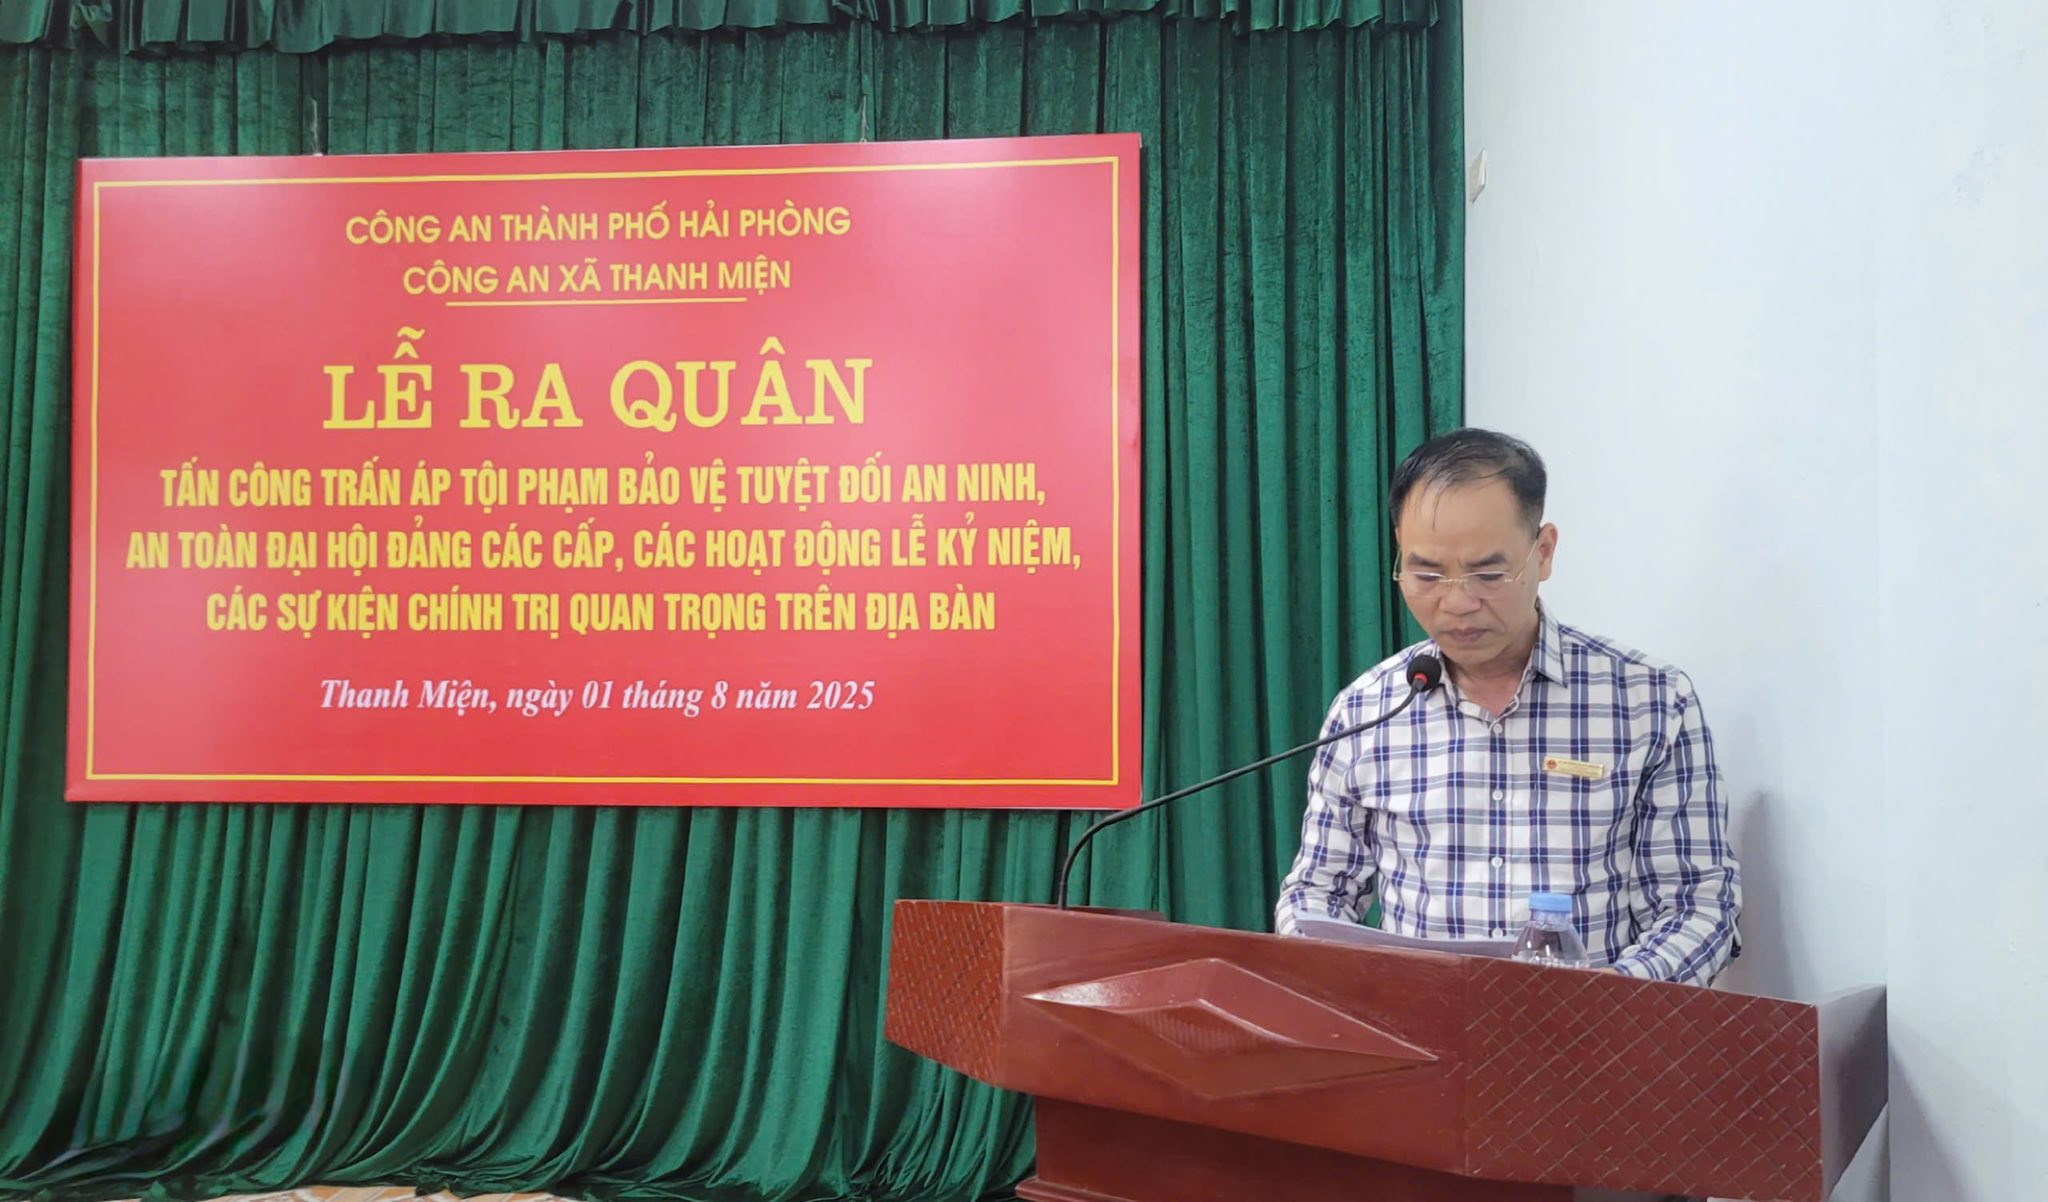 CÔNG AN THÀNH PHỐ HẢI PHÒNG
CÔNG AN XÃ THANH MIỆN
LỄ RA QUÂN
TẤN CÔNG TRẤN ÁP TỘI PHẠM BẢO VỆ TUYỆT ĐỐI AN NINH,
AN TOÀN ĐẠI HỘI ĐẢNG CÁC CẤP, CÁC HOẠT ĐỘNG LỄ KỶ NIỆM,
CÁC SỰ KIỆN CHÍNH TRỊ QUAN TRỌNG TRÊN ĐỊA BÀN
Thanh Miện, ngày 01 tháng 8 năm 2025